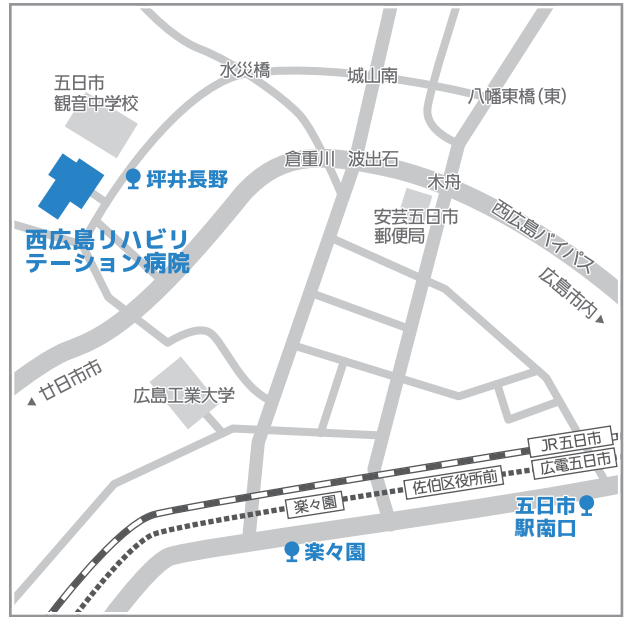 水災橋
城山南
五日市
観音中学校
八幡東橋(東)
倉重川
波出石
坪井長野
木舟
安芸五日市
郵便局
西広島バイパス
西広島リハビリ
テーション病院
広島市内
廿日市市
広島工業大学
JR五日市
広電五日市
佐伯区役所前
楽々園
五日市
駅南口
楽々園